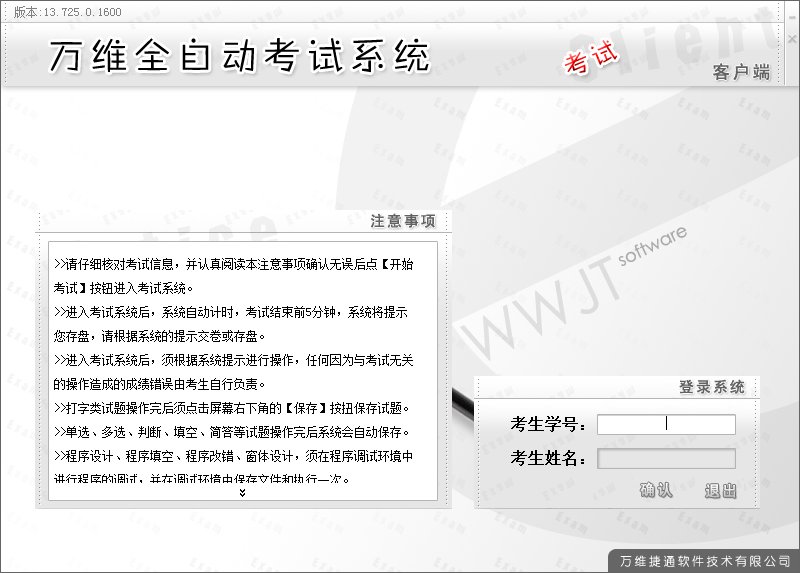 版本:13.725.0.1600
万维全自动考试系统
考试
Client
客户端
注意事项
>>请仔细核对考试信息，并认真阅读本注意事项确认无误后点【开始
考试】按钮进入考试系统。
>>进入考试系统后，系统自动计时，考试结束前5分钟，系统将提示
您存盘，请根据系统的提示交卷或存盘。
>>进入考试系统后，须根据系统提示进行操作，任何因为与考试无关
的操作造成的成绩错误由考生自行负责。
>>打字类试题操作完后须点击屏幕右下角的【保存】按扭保存试题。
>>单选、多选、判断、填空、简答等试题操作完后系统会自动保存。
>>程序设计、程序填空、程序改错、窗体设计，须在程序调试环境中
进行程序的调试，并在调试环境中保存文件和执行一次。
WWJT software
登录系统
考生学号：
考生姓名：
确认 退出
万维捷通软件技术有限公司